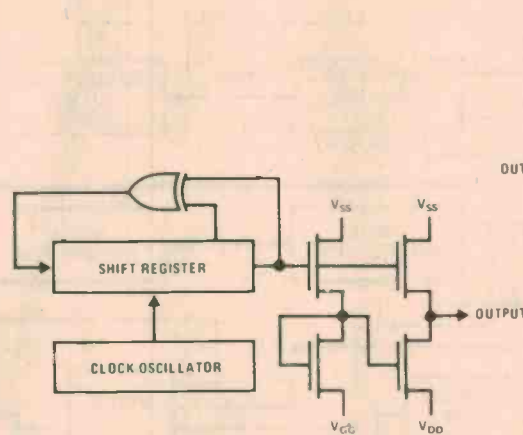 OUT
VSS VSS
SHIFT REGISTER
OUTPUT
CLOCK OSCILLATOR
VDD